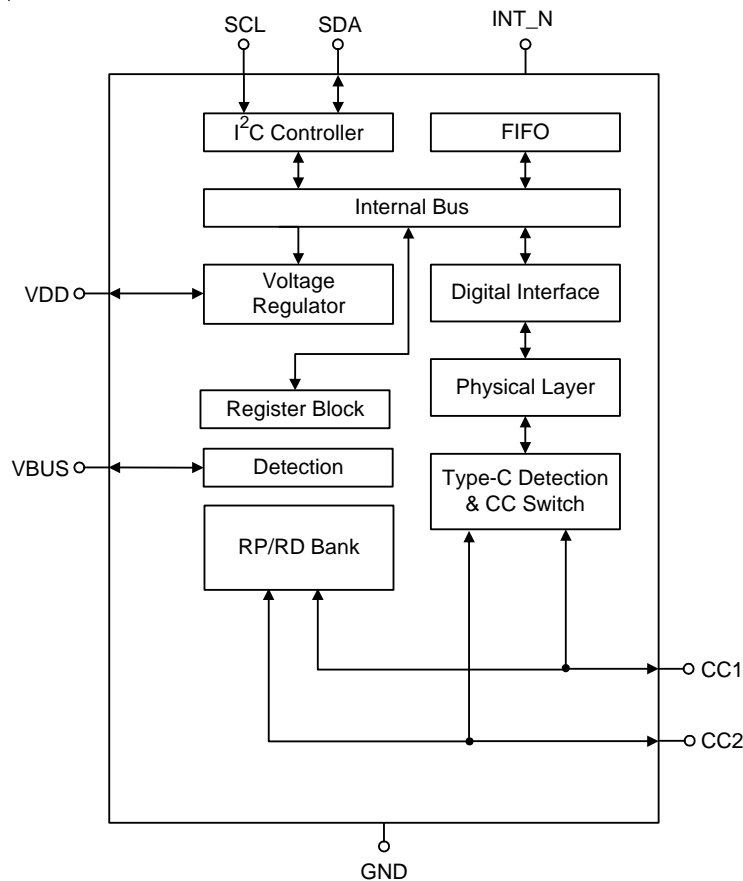 SCL
SDA
INT_N
I2C Controller
FIFO
Internal Bus
VDD
Voltage
Regulator
Digital Interface
Physical Layer
Register Block
VBUS
Detection
Type-C Detection
& CC Switch
RP/RD Bank
CC1
CC2
GND